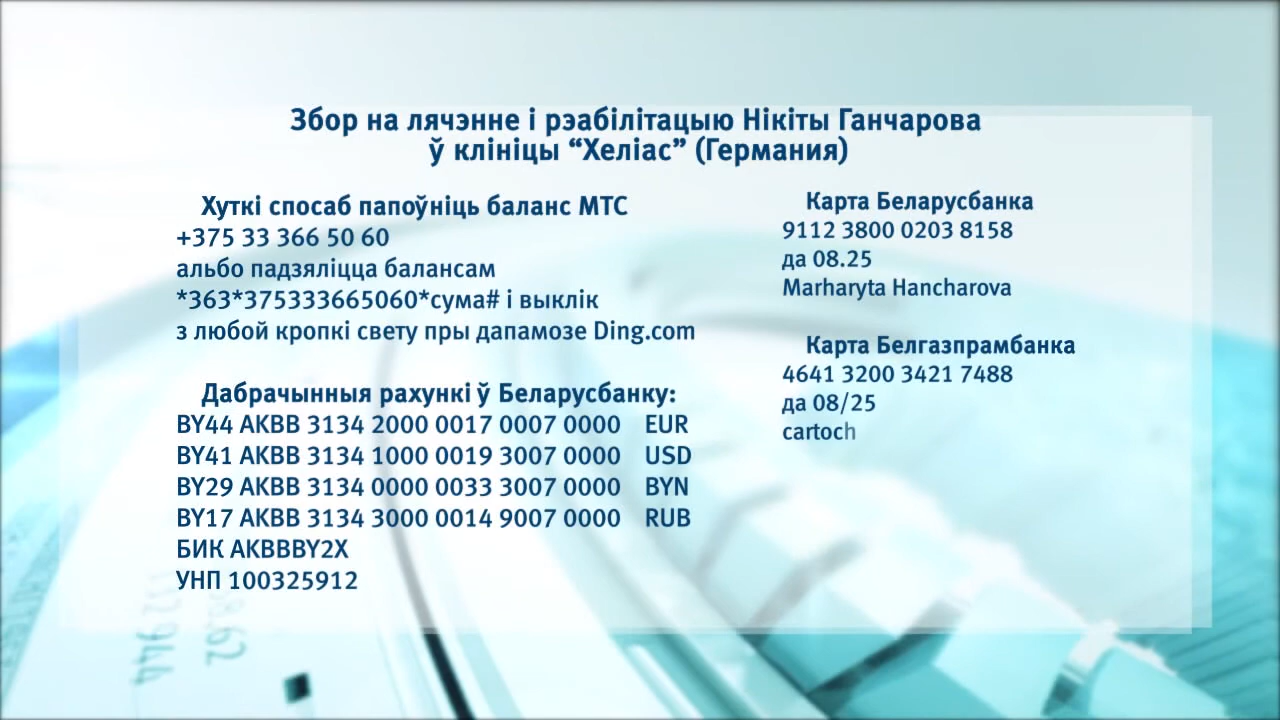 Збор на лячэнне і рэабілітацыю Нікіты Ганчарова
ў клініцы “Хеліас” (Германия)
Хуткі спосаб папоўніць баланс МТС
+375 33 366 50 60
альбо падзяліцца балансам
*363*375333665060*сума# і выклік
з любой кропкі свету пры дапамозе Ding.com
Дабрачынныя рахункі ў Беларусбанку:
BY44 AKBB 3134 2000 0017 0007 0000 EUR
BY41 AKBB 3134 1000 0019 3007 0000 USD
BY29 AKBB 3134 0000 0033 3007 0000 BYN
BY17 AKBB 3134 3000 0014 9007 0000 RUB
БИК AKBBBY2X
УНП 100325912
Карта Беларусбанка
9112 3800 0203 8158
да 08.25
Marharyta Hancharova
Карта Белгазпрамбанка
4641 3200 3421 7488
да 08/25
cartoch